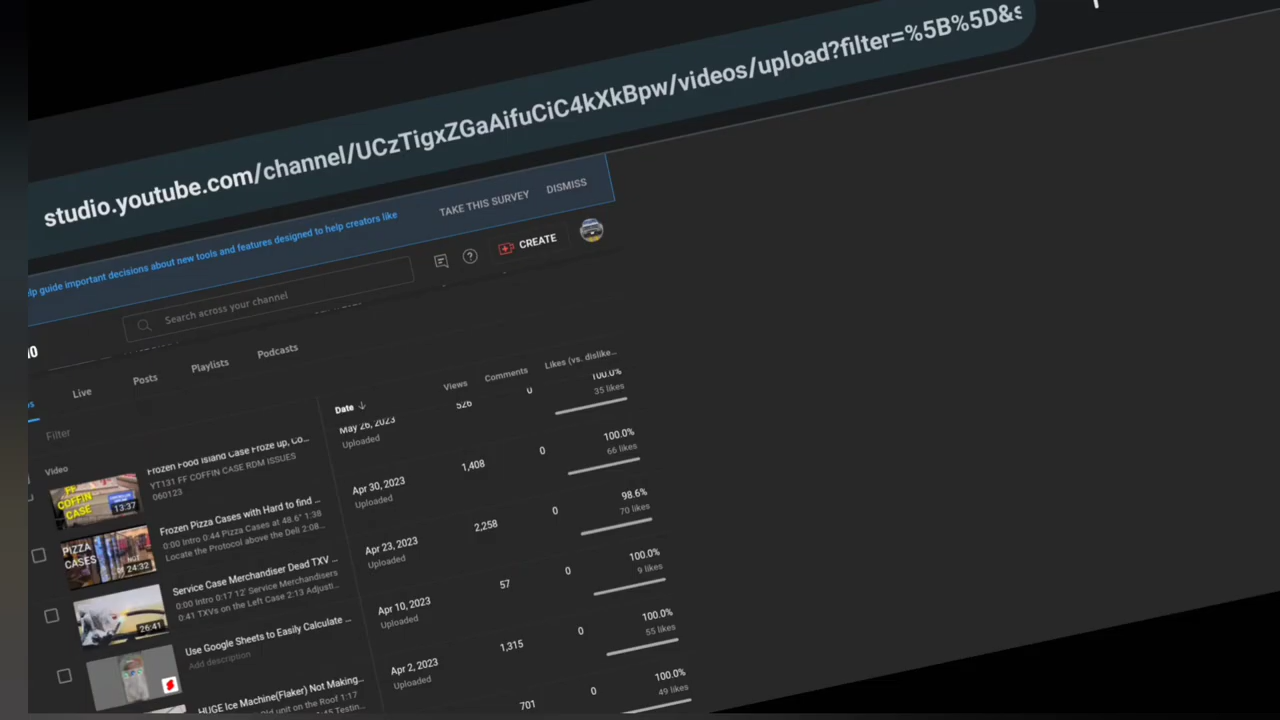 studio.youtube.com/channel/UCzTigxZGaAifuCiC4kXkBpw/videos/upload?filter=%5B%5D&s
guide important decisions about new tools and features designed to help creators like
TAKE THIS SURVEY DISMISS
Search across your channel
CREATE
Live Posts Playlists Podcasts
Filter
Video Date ↓ Views Comments Likes (vs. dislike...
Frozen Food Island Case Froze up, Co...
YT131 FF COFFIN CASE RDM ISSUES
060123
FF
COFFIN
CASE
13:37
May 26, 2023
Uploaded
526
0
100.0%
35 likes
Frozen Pizza Cases with Hard to find ...
0:00 Intro 0:44 Pizza Cases at 48.6° 1:38
Locate the Protocol above the Deli 2:08...
PIZZA
CASES
24:32
Apr 30, 2023
Uploaded
1,408
0
100.0%
66 likes
Service Case Merchandiser Dead TXV ...
0:00 Intro 0:17 12' Service Merchandisers
0:41 TXVs on the Left Case 2:13 Adjusti...
26:41
Apr 23, 2023
Uploaded
2,258
0
98.6%
70 likes
Use Google Sheets to Easily Calculate ...
Add description
Apr 10, 2023
Uploaded
57
0
100.0%
9 likes
HUGE Ice Machine(Flaker) Not Making...
unit on the Roof 1:17
Testin...
Apr 2, 2023
Uploaded
1,315
0
100.0%
55 likes
701
0
100.0%
49 likes